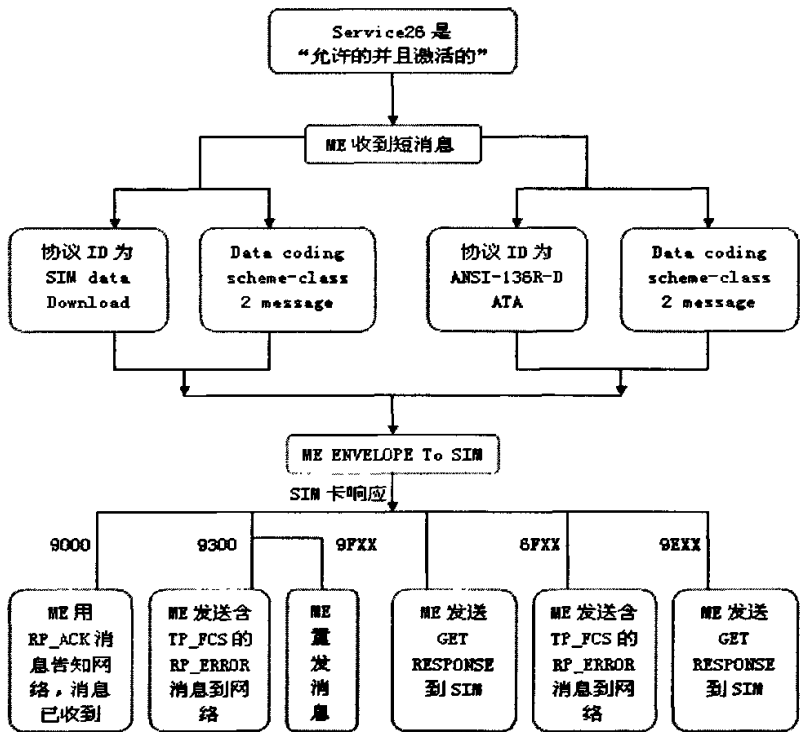 Service26 是
“允许的并且激活的”
ME 收到短消息
协议 ID 为
SIM data
Download
Data coding
scheme-class
2 message
协议 ID 为
ANSI-136R-D
ATA
Data coding
scheme-class
2 message
ME ENVELOPE To SIM
SIM 卡响应
9000
9300
9FXX
6FXX
9EXX
ME 用
RP_ACK 消
息告知网
络，消息
已收到
ME 发送含
TP_FCS 的
RP_ERROR
消息到网
络
ME
重
发
消
息
ME 发送
GET
RESPONSE
到 SIM
ME 发送含
TP_FCS 的
RP_ERROR
消息到网
络
ME 发送
GET
RESPONSE
到 SIM